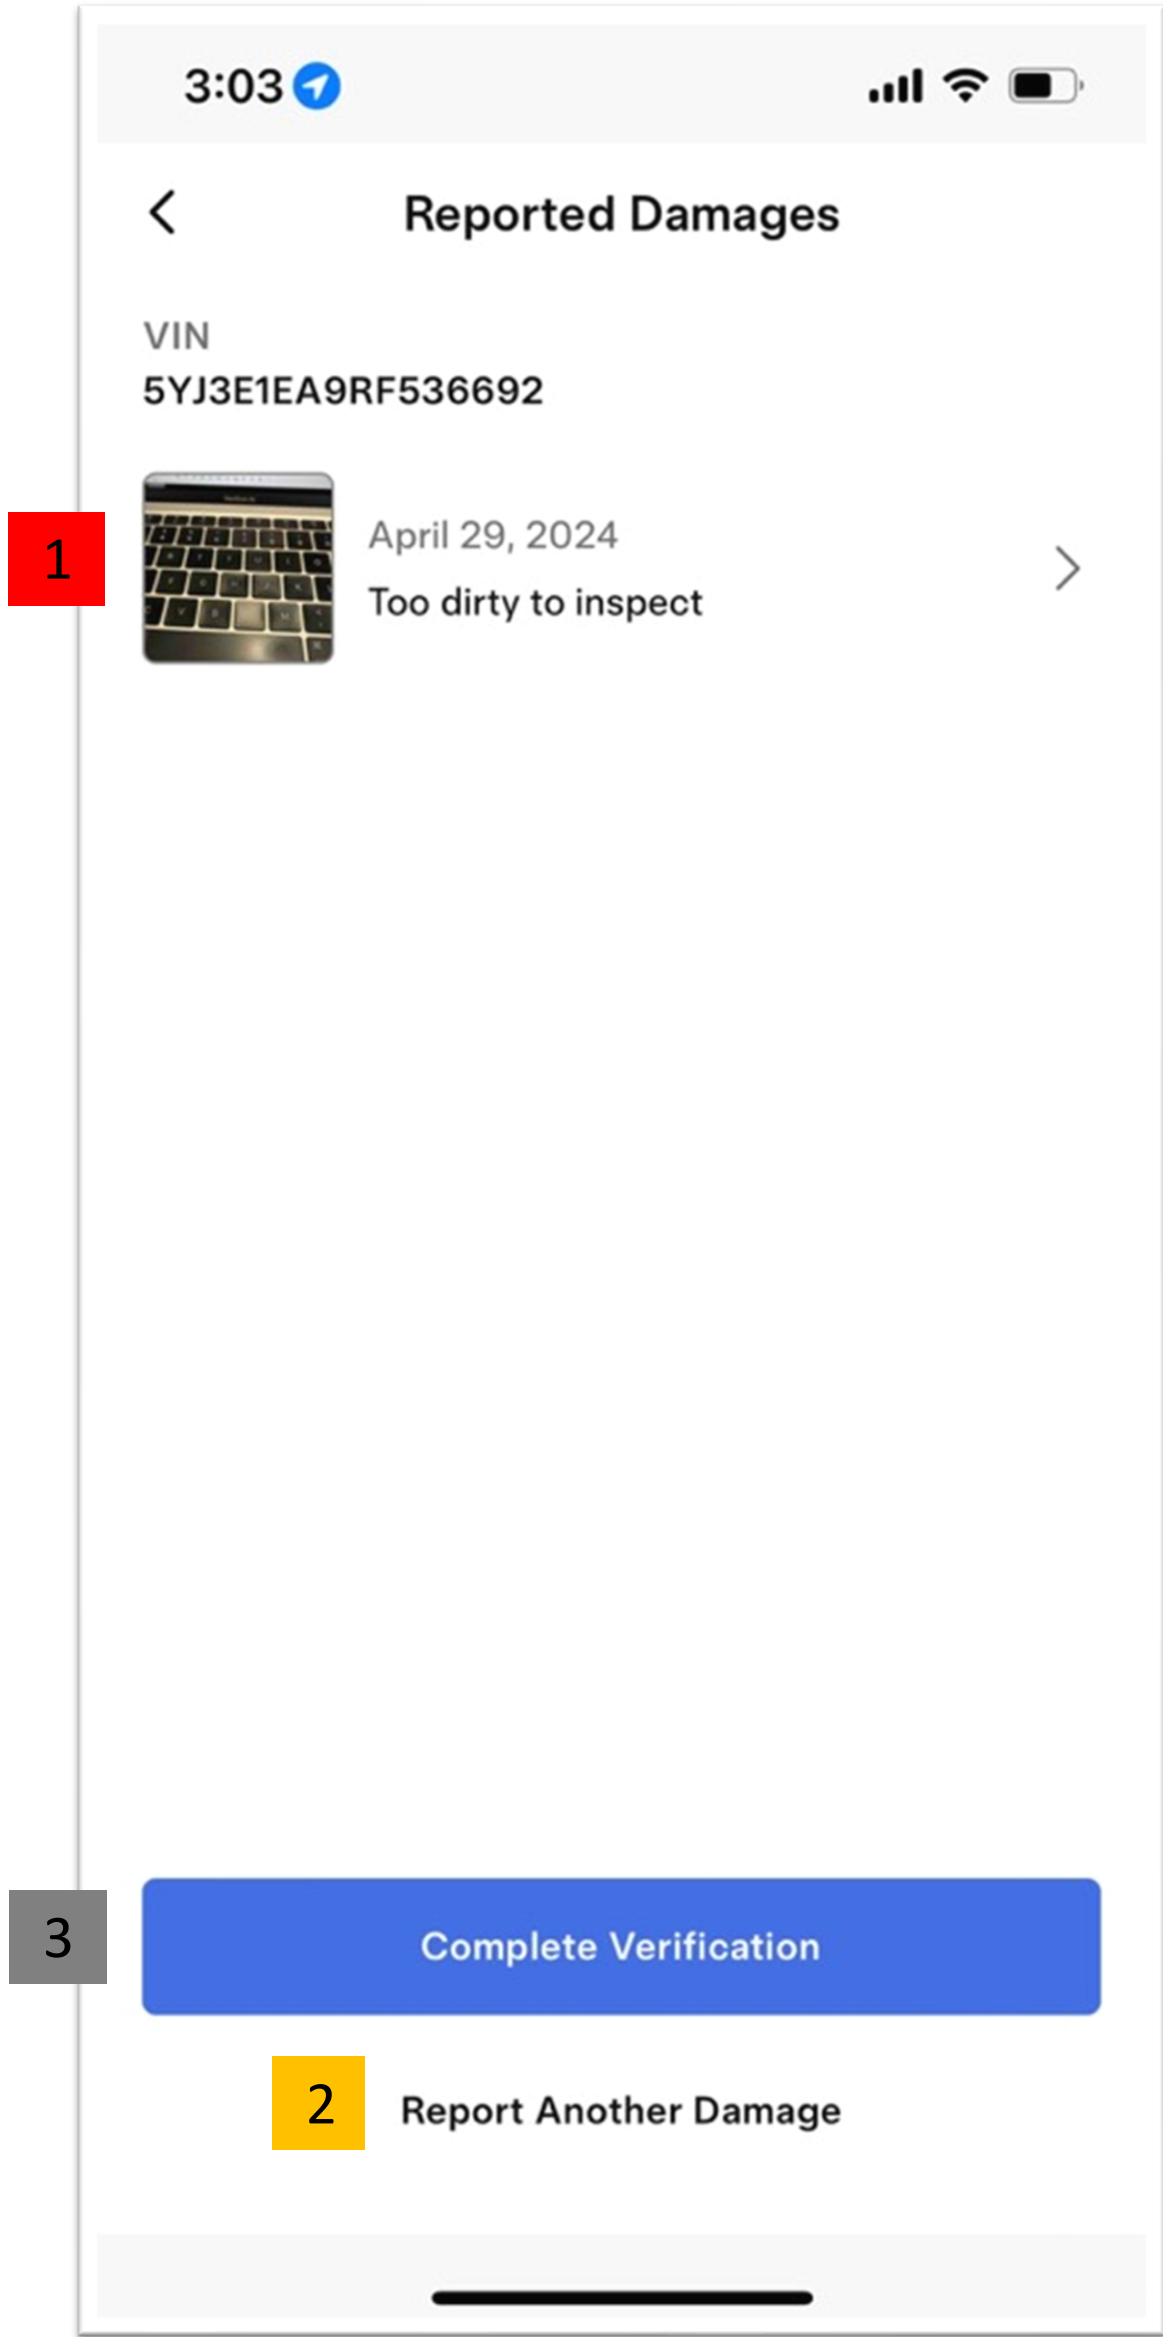 3:03
Reported Damages
VIN
5YJ3E1EA9RF536692
1
April 29, 2024
Too dirty to inspect
3
Complete Verification
2
Report Another Damage